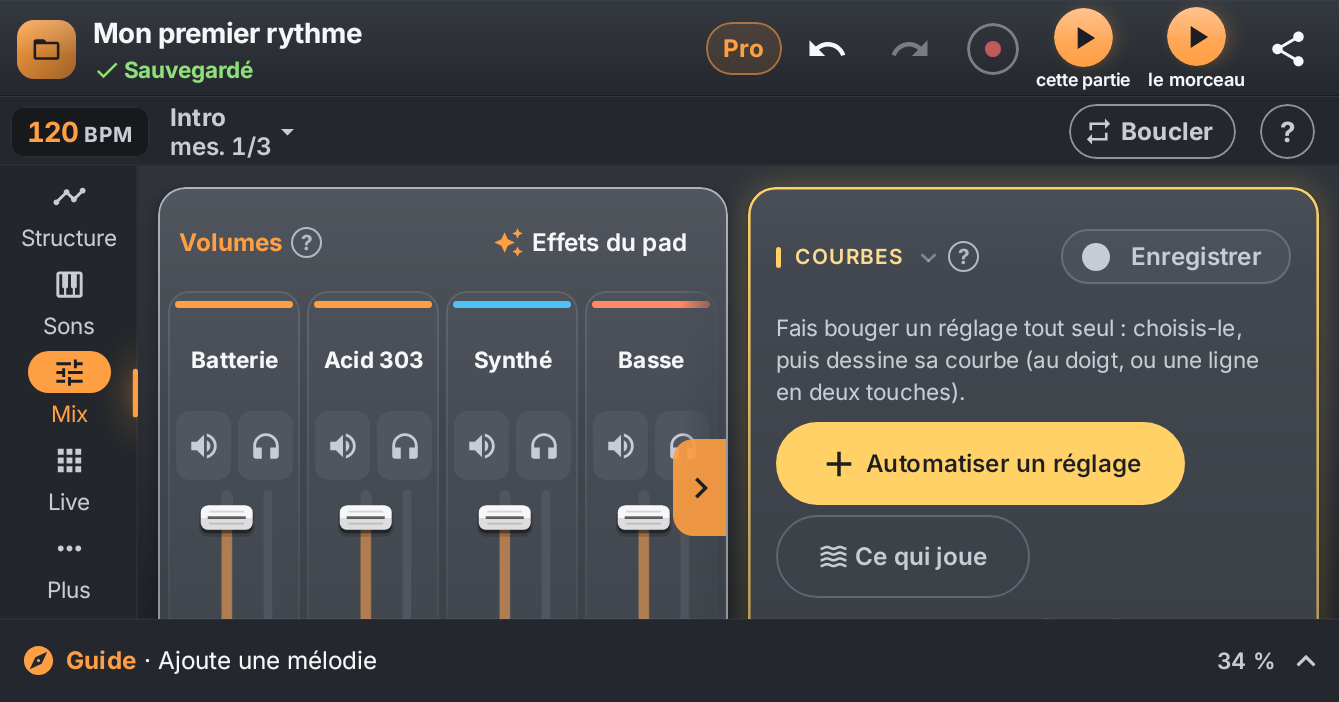 Mon premier rythme
Sauvegardé
Pro
cette partie
le morceau
120 BPM
Intro
mes. 1/3
Boucler
?
Structure
Sons
Mix
Live
Plus
Volumes ?
Effets du pad
Batterie
Acid 303
Synthé
Basse
COURBES ?
Enregistrer
Fais bouger un réglage tout seul : choisis-le,
puis dessine sa courbe (au doigt, ou une ligne
en deux touches).
Automatiser un réglage
Ce qui joue
Guide · Ajoute une mélodie
34 %